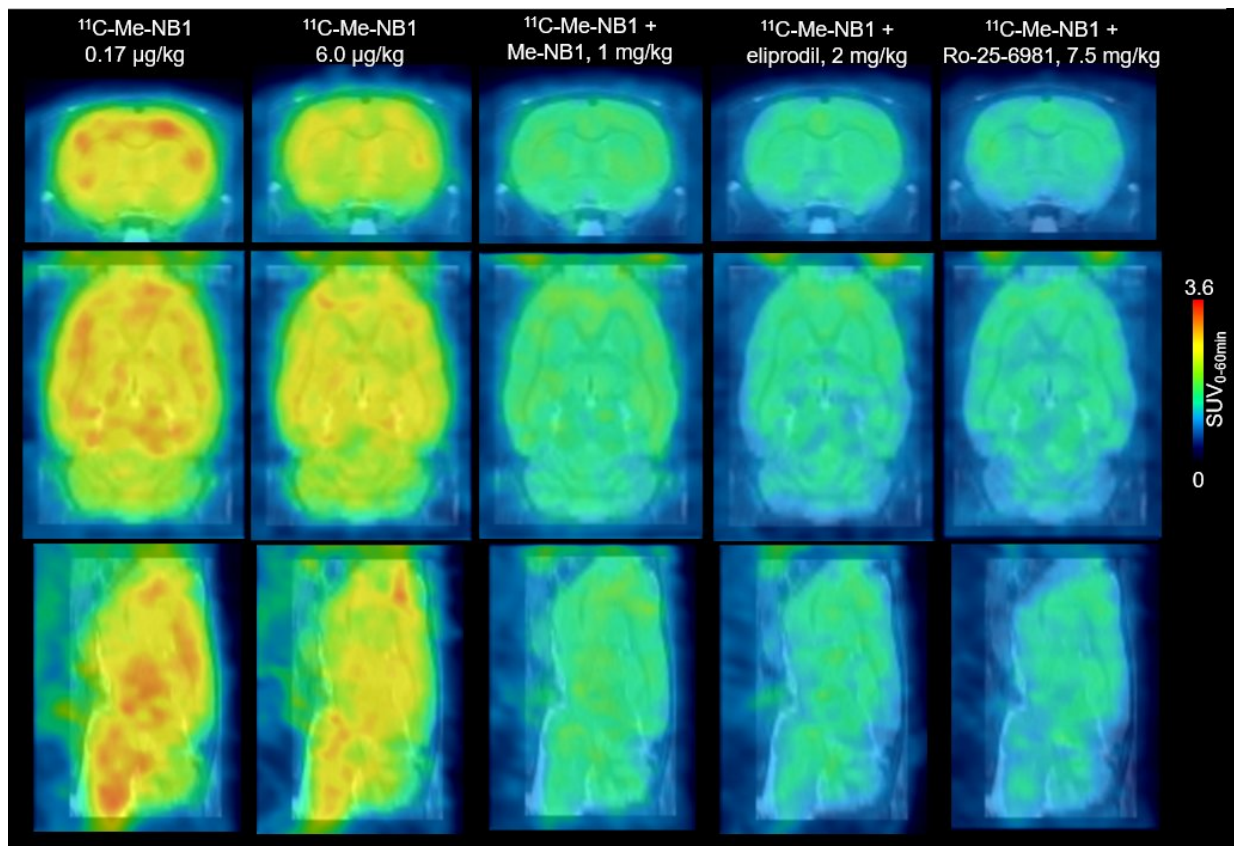 ¹¹C-Me-NB1
0.17 µg/kg
¹¹C-Me-NB1
6.0 µg/kg
¹¹C-Me-NB1 +
Me-NB1, 1 mg/kg
¹¹C-Me-NB1 +
eliprodil, 2 mg/kg
¹¹C-Me-NB1 +
Ro-25-6981, 7.5 mg/kg
3.6
SUV₀₋₆₀ₘᵢₙ
0